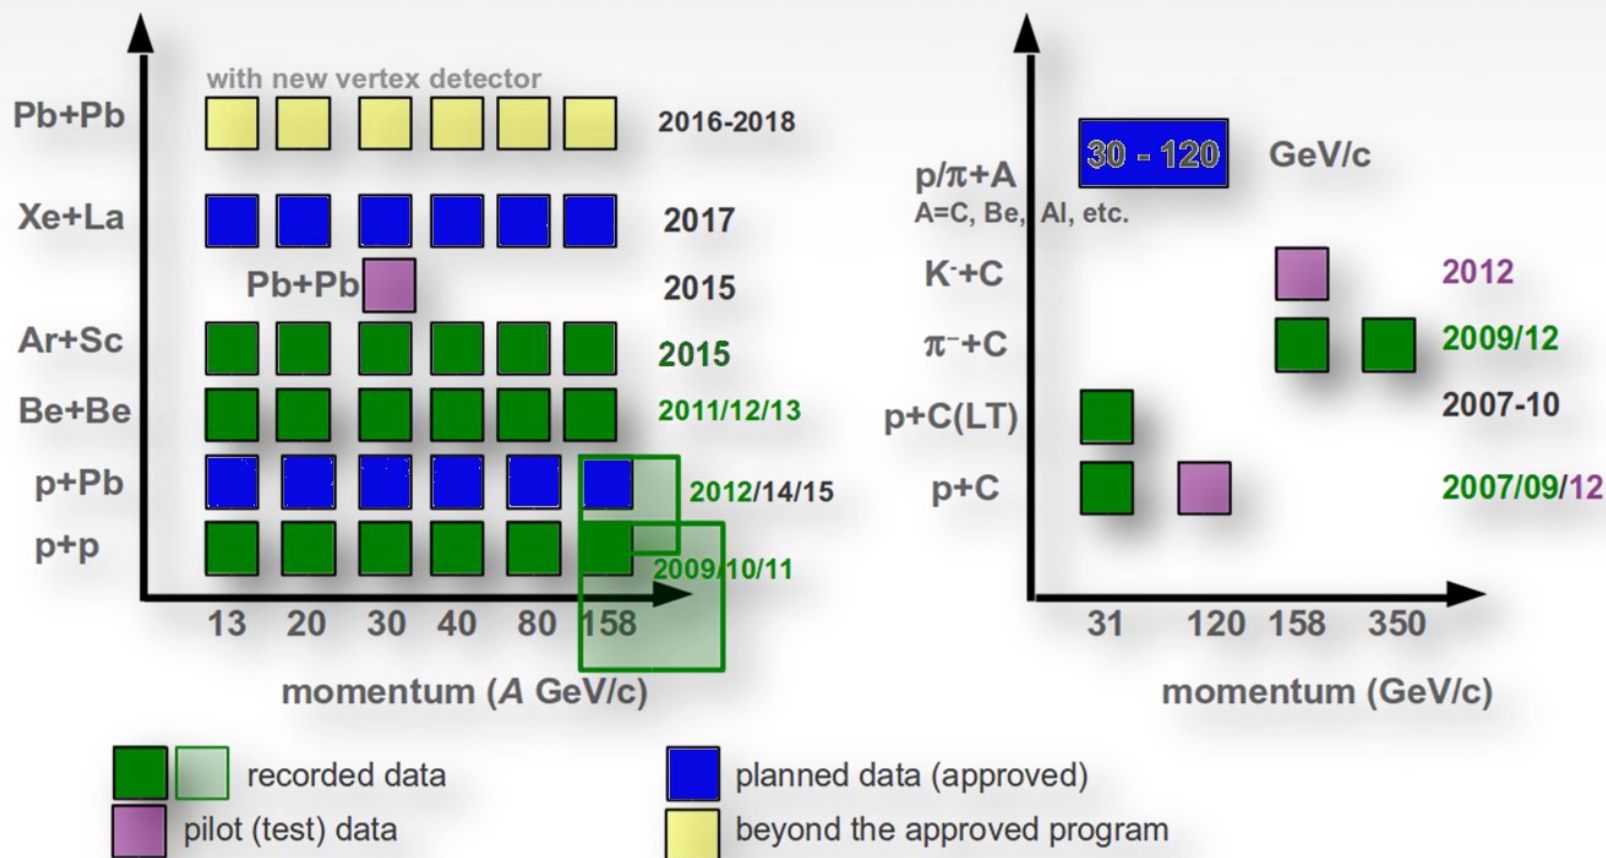 with new vertex detector
Pb+Pb 2016-2018
Xe+La 2017
Pb+Pb 2015
Ar+Sc 2015
Be+Be 2011/12/13
p+Pb 2012/14/15
p+p 2009/10/11
13 20 30 40 80 158
momentum (A GeV/c)
30 - 120 GeV/c
p/π+A
A=C, Be, Al, etc.
K⁻+C 2012
π⁻+C 2009/12
p+C(LT) 2007-10
p+C 2007/09/12
31 120 158 350
momentum (GeV/c)
recorded data
pilot (test) data
planned data (approved)
beyond the approved program